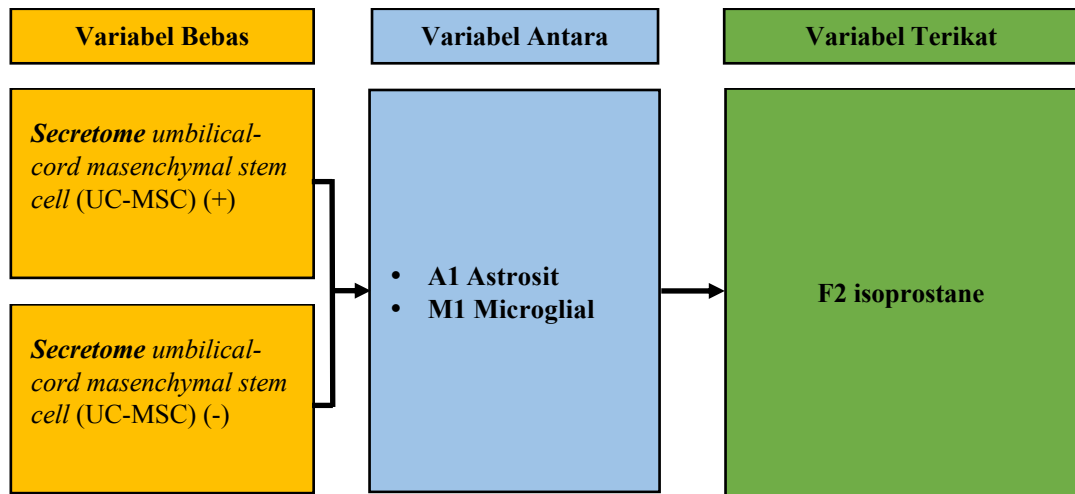 Variabel Bebas
Variabel Antara
Variabel Terikat
Secretome umbilical-
cord masenchymal stem
cell (UC-MSC) (+)
Secretome umbilical-
cord masenchymal stem
cell (UC-MSC) (-)
• A1 Astrosit
• M1 Microglial
F2 isoprostane